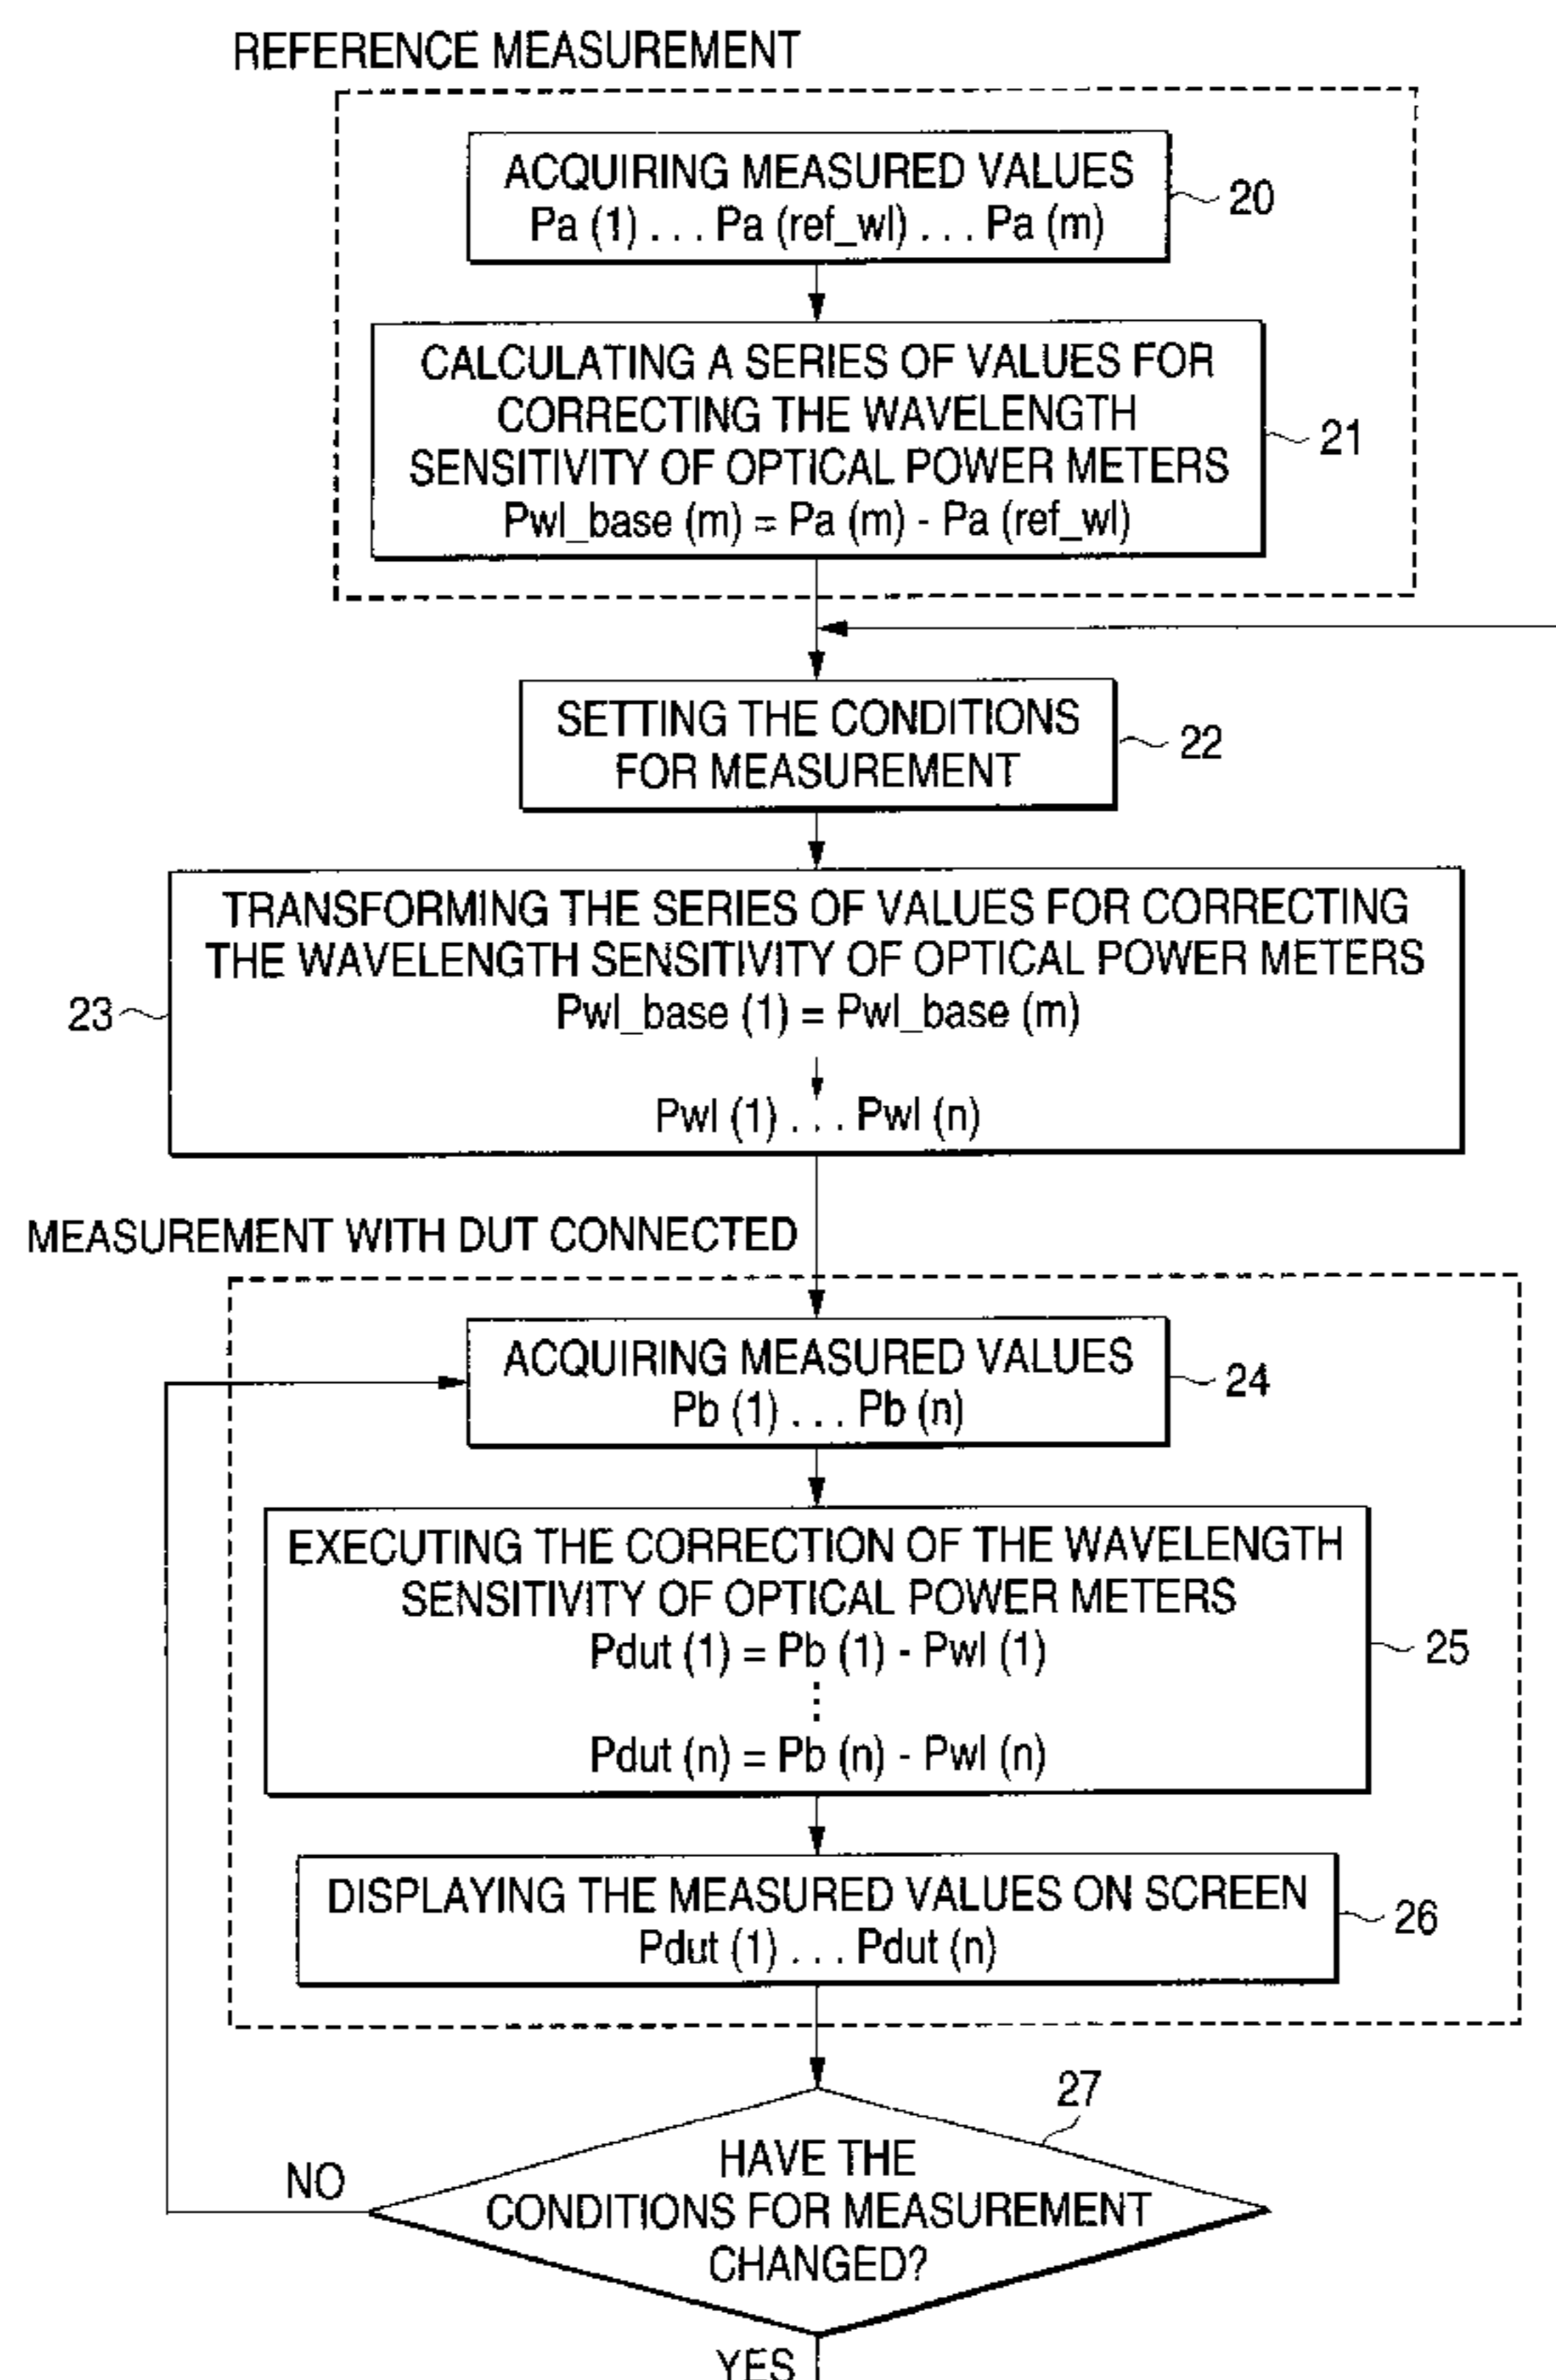 REFERENCE MEASUREMENT
ACQUIRING MEASURED VALUES
Pa (1) . . . Pa (ref_wl) . . . Pa (m)
20
CALCULATING A SERIES OF VALUES FOR
CORRECTING THE WAVELENGTH
SENSITIVITY OF OPTICAL POWER METERS
Pwl_base (m) = Pa (m) - Pa (ref_wl)
21
SETTING THE CONDITIONS
FOR MEASUREMENT
22
TRANSFORMING THE SERIES OF VALUES FOR CORRECTING
THE WAVELENGTH SENSITIVITY OF OPTICAL POWER METERS
Pwl_base (1) = Pwl_base (m)
23
Pwl (1) . . . Pwl (n)
MEASUREMENT WITH DUT CONNECTED
ACQUIRING MEASURED VALUES
Pb (1) . . . Pb (n)
24
EXECUTING THE CORRECTION OF THE WAVELENGTH
SENSITIVITY OF OPTICAL POWER METERS
Pdut (1) = Pb (1) - Pwl (1)
⋮
Pdut (n) = Pb (n) - Pwl (n)
25
DISPLAYING THE MEASURED VALUES ON SCREEN
Pdut (1) . . . Pdut (n)
26
27
HAVE THE
CONDITIONS FOR MEASUREMENT
CHANGED?
NO
YES